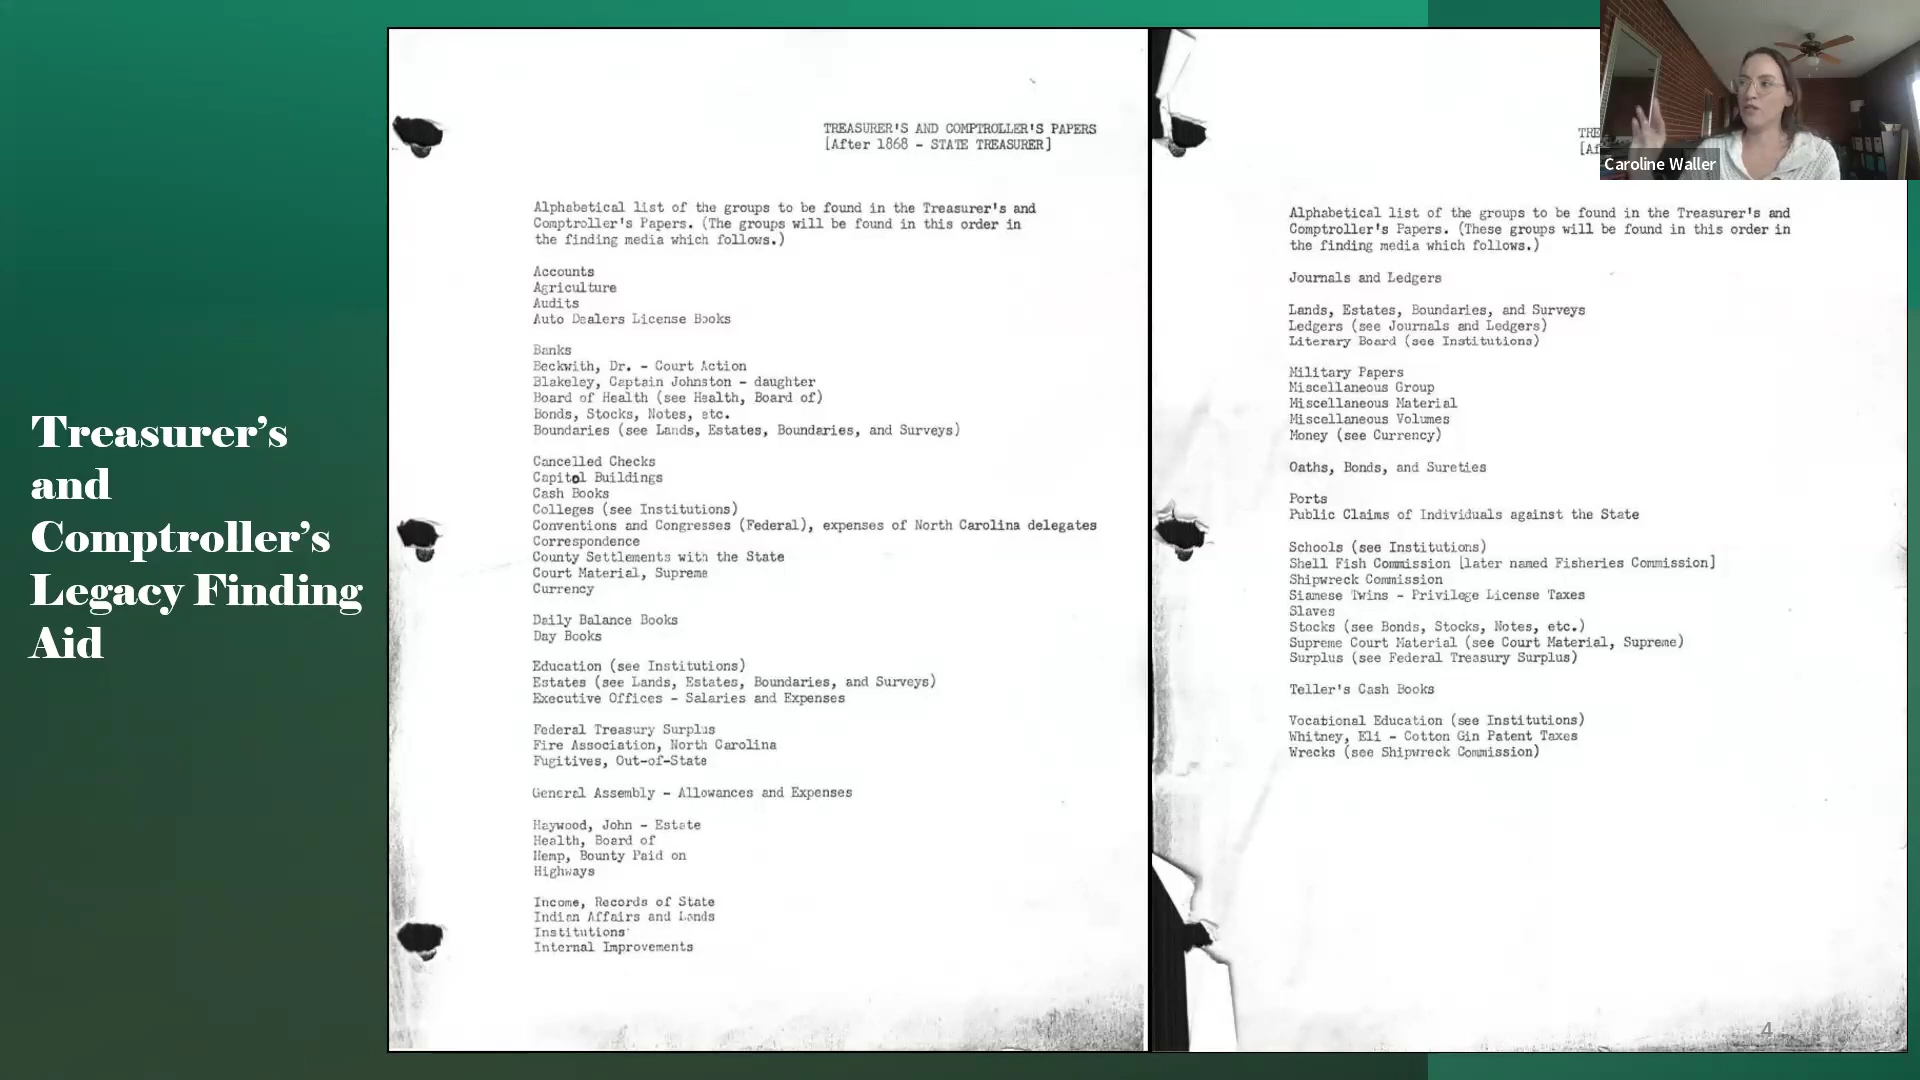 Treasurer’s
and
Comptroller’s
Legacy Finding
Aid
TREASURER'S AND COMPTROLLER'S PAPERS
[After 1868 - STATE TREASURER]
Alphabetical list of the groups to be found in the Treasurer's and
Comptroller's Papers. (The groups will be found in this order in
the finding media which follows.)
Accounts
Agriculture
Audits
Auto Dealers License Books
Banks
Beckwith, Dr. - Court Action
Blakeley, Captain Johnston - daughter
Board of Health (see Health, Board of)
Bonds, Stocks, Notes, etc.
Boundaries (see Lands, Estates, Boundaries, and Surveys)
Cancelled Checks
Capitol Buildings
Cash Books
Colleges (see Institutions)
Conventions and Congresses (Federal), expenses of North Carolina delegates
Correspondence
County Settlements with the State
Court Material, Supreme
Currency
Daily Balance Books
Day Books
Education (see Institutions)
Estates (see Lands, Estates, Boundaries, and Surveys)
Executive Offices - Salaries and Expenses
Federal Treasury Surplus
Fire Association, North Carolina
Fugitives, Out-of-State
General Assembly - Allowances and Expenses
Haywood, John - Estate
Health, Board of
Hemp, Bounty Paid on
Highways
Income, Records of State
Indian Affairs and Lands
Institutions
Internal Improvements
TRE
[Af
Alphabetical list of the groups to be found in the Treasurer's and
Comptroller's Papers. (These groups will be found in this order in
the finding media which follows.)
Journals and Ledgers
Lands, Estates, Boundaries, and Surveys
Ledgers (see Journals and Ledgers)
Literary Board (see Institutions)
Military Papers
Miscellaneous Group
Miscellaneous Material
Miscellaneous Volumes
Money (see Currency)
Oaths, Bonds, and Sureties
Ports
Public Claims of Individuals against the State
Schools (see Institutions)
Shell Fish Commission [later named Fisheries Commission]
Shipwreck Commission
Siamese Twins - Privilege License Taxes
Slaves
Stocks (see Bonds, Stocks, Notes, etc.)
Supreme Court Material (see Court Material, Supreme)
Surplus (see Federal Treasury Surplus)
Teller's Cash Books
Vocational Education (see Institutions)
Whitney, Eli - Cotton Gin Patent Taxes
Wrecks (see Shipwreck Commission)
Caroline Waller
4